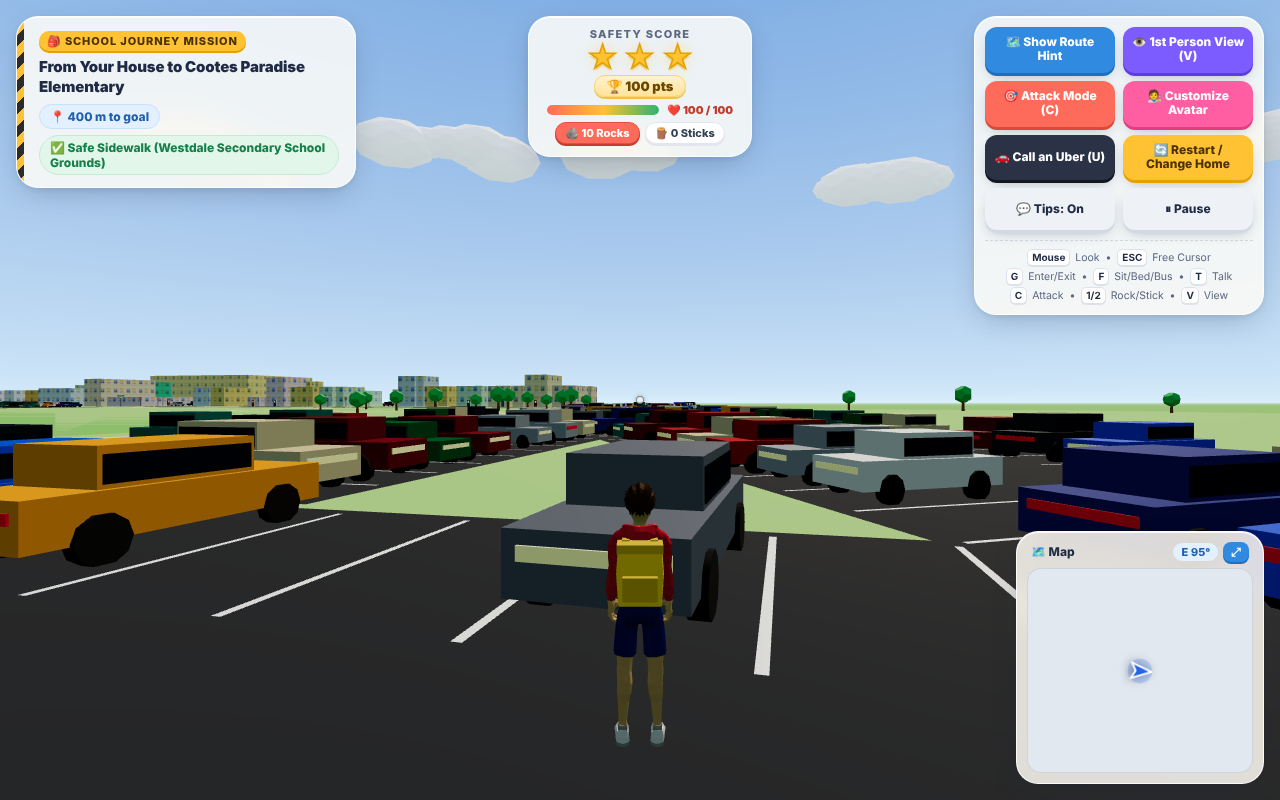 🎒 SCHOOL JOURNEY MISSION
From Your House to Cootes Paradise
Elementary
📍 400 m to goal
✅ Safe Sidewalk (Westdale Secondary School
Grounds)
SAFETY SCORE
🏆 100 pts
❤️ 100 / 100
🪨 10 Rocks
🪵 0 Sticks
🗺️ Show Route
Hint
👁️ 1st Person View
(V)
🎯 Attack Mode
(C)
🧑‍🎨 Customize
Avatar
🚗 Call an Uber (U)
🔄 Restart /
Change Home
💬 Tips: On
⏸ Pause
Mouse Look • ESC Free Cursor
G Enter/Exit • F Sit/Bed/Bus • T Talk
C Attack • 1/2 Rock/Stick • V View
🗺️ Map
E 95°